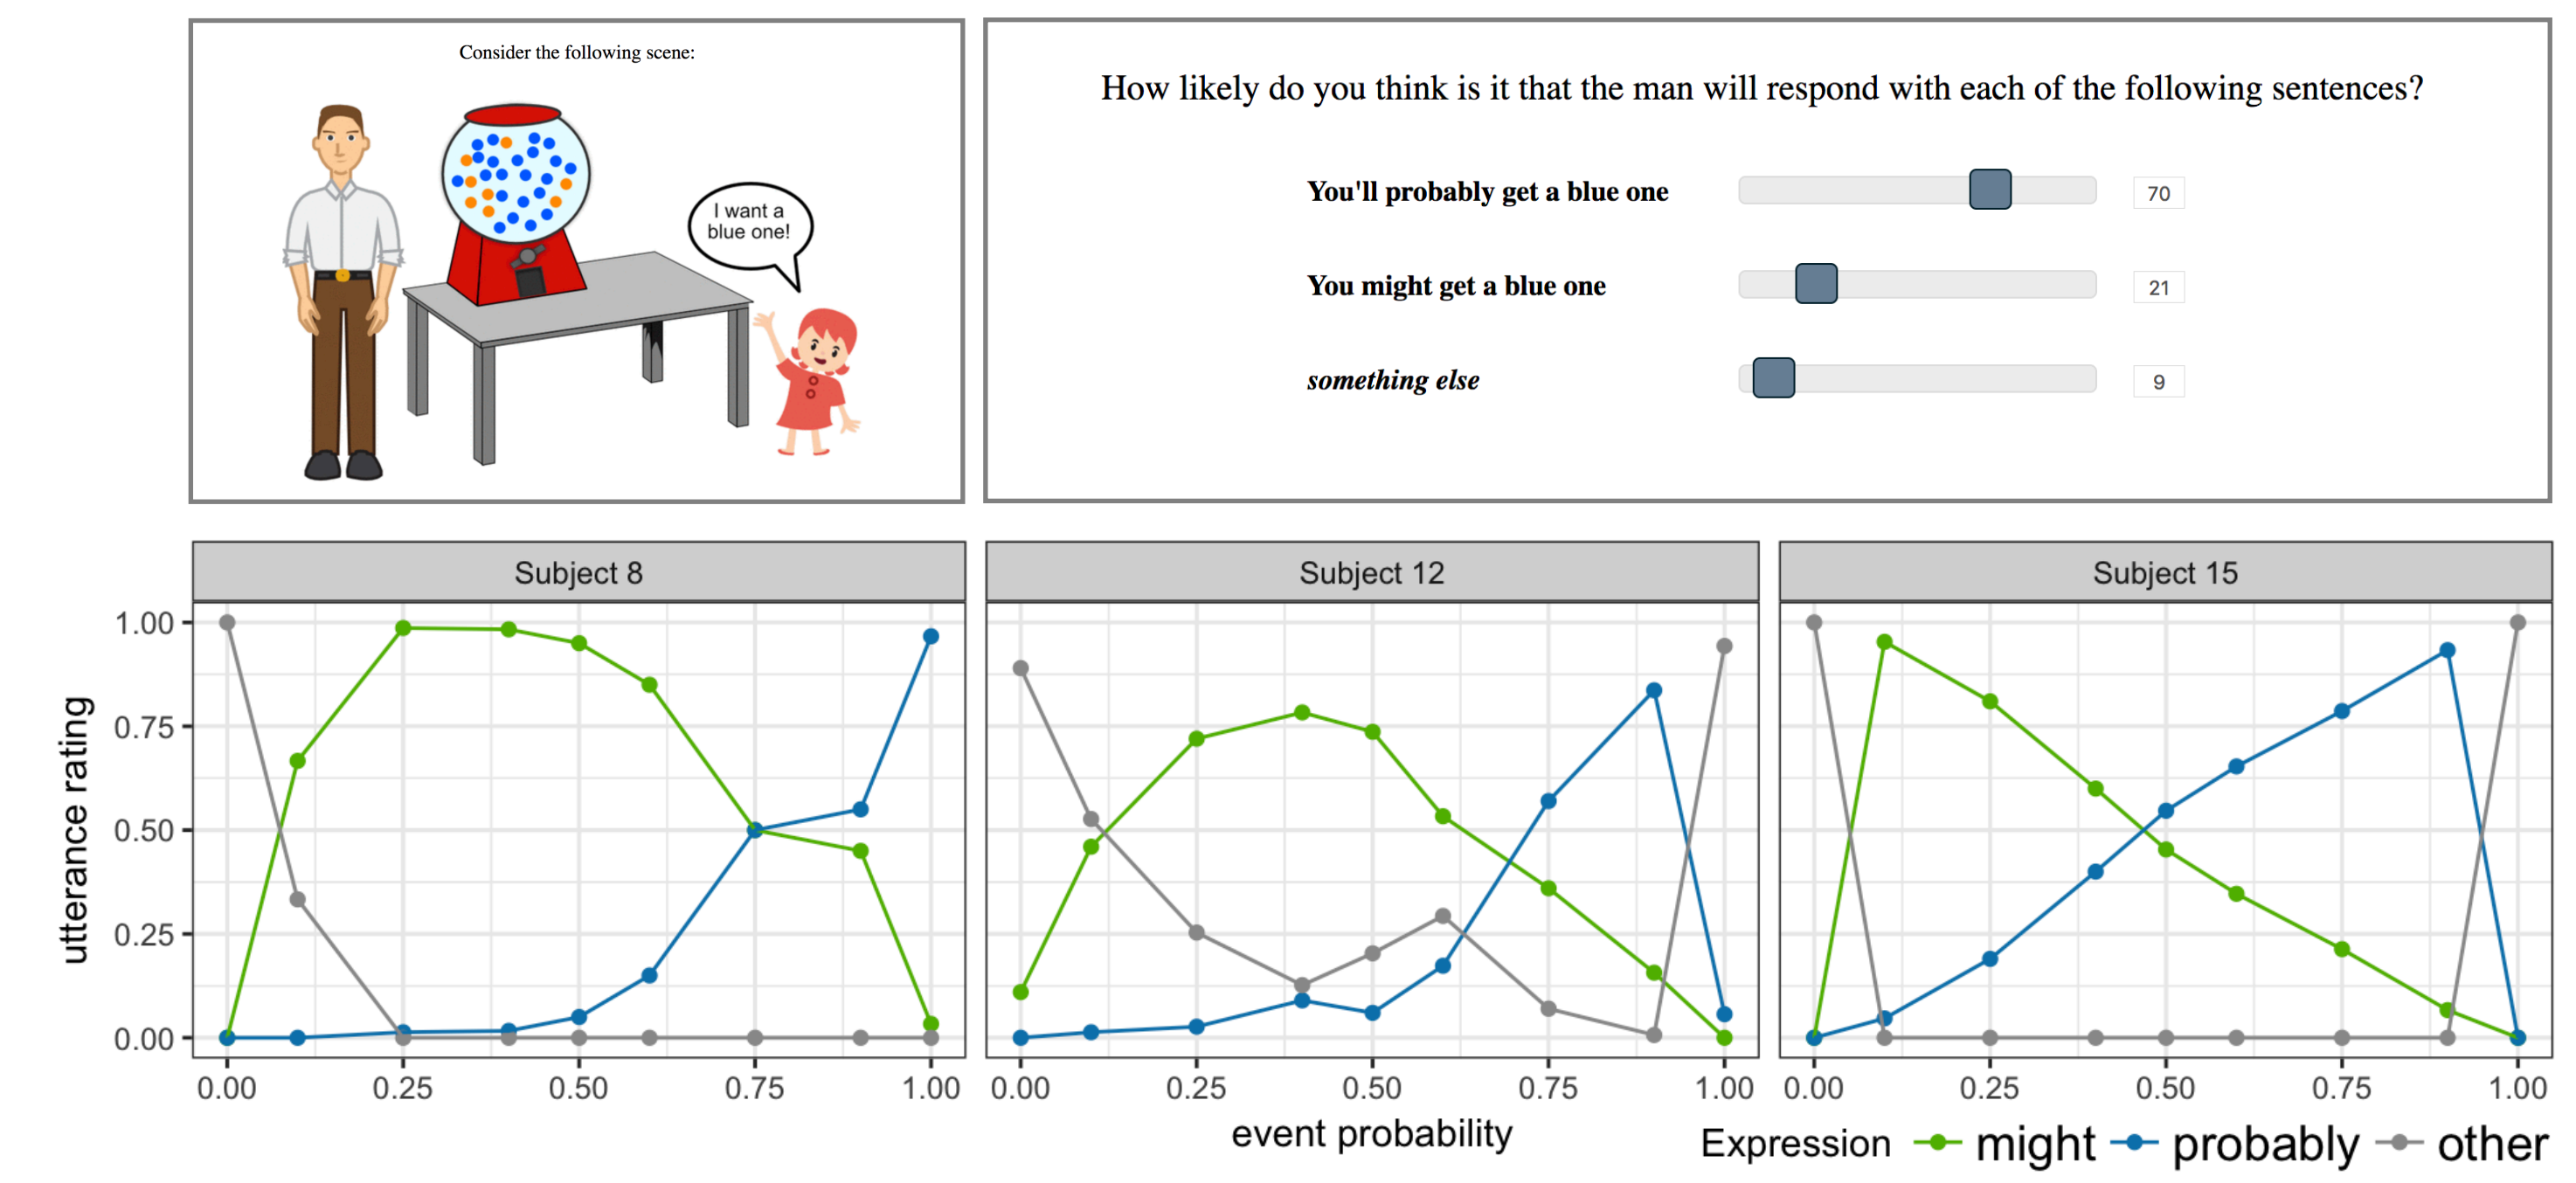 Consider the following scene:
I want a
blue one!
How likely do you think is it that the man will respond with each of the following sentences?
You'll probably get a blue one
70
You might get a blue one
21
something else
9
Subject 8
Subject 12
Subject 15
utterance rating
1.00
0.75
0.50
0.25
0.00
0.00 0.25 0.50 0.75 1.00
0.00 0.25 0.50 0.75 1.00
0.00 0.25 0.50 0.75 1.00
event probability
Expression might probably other